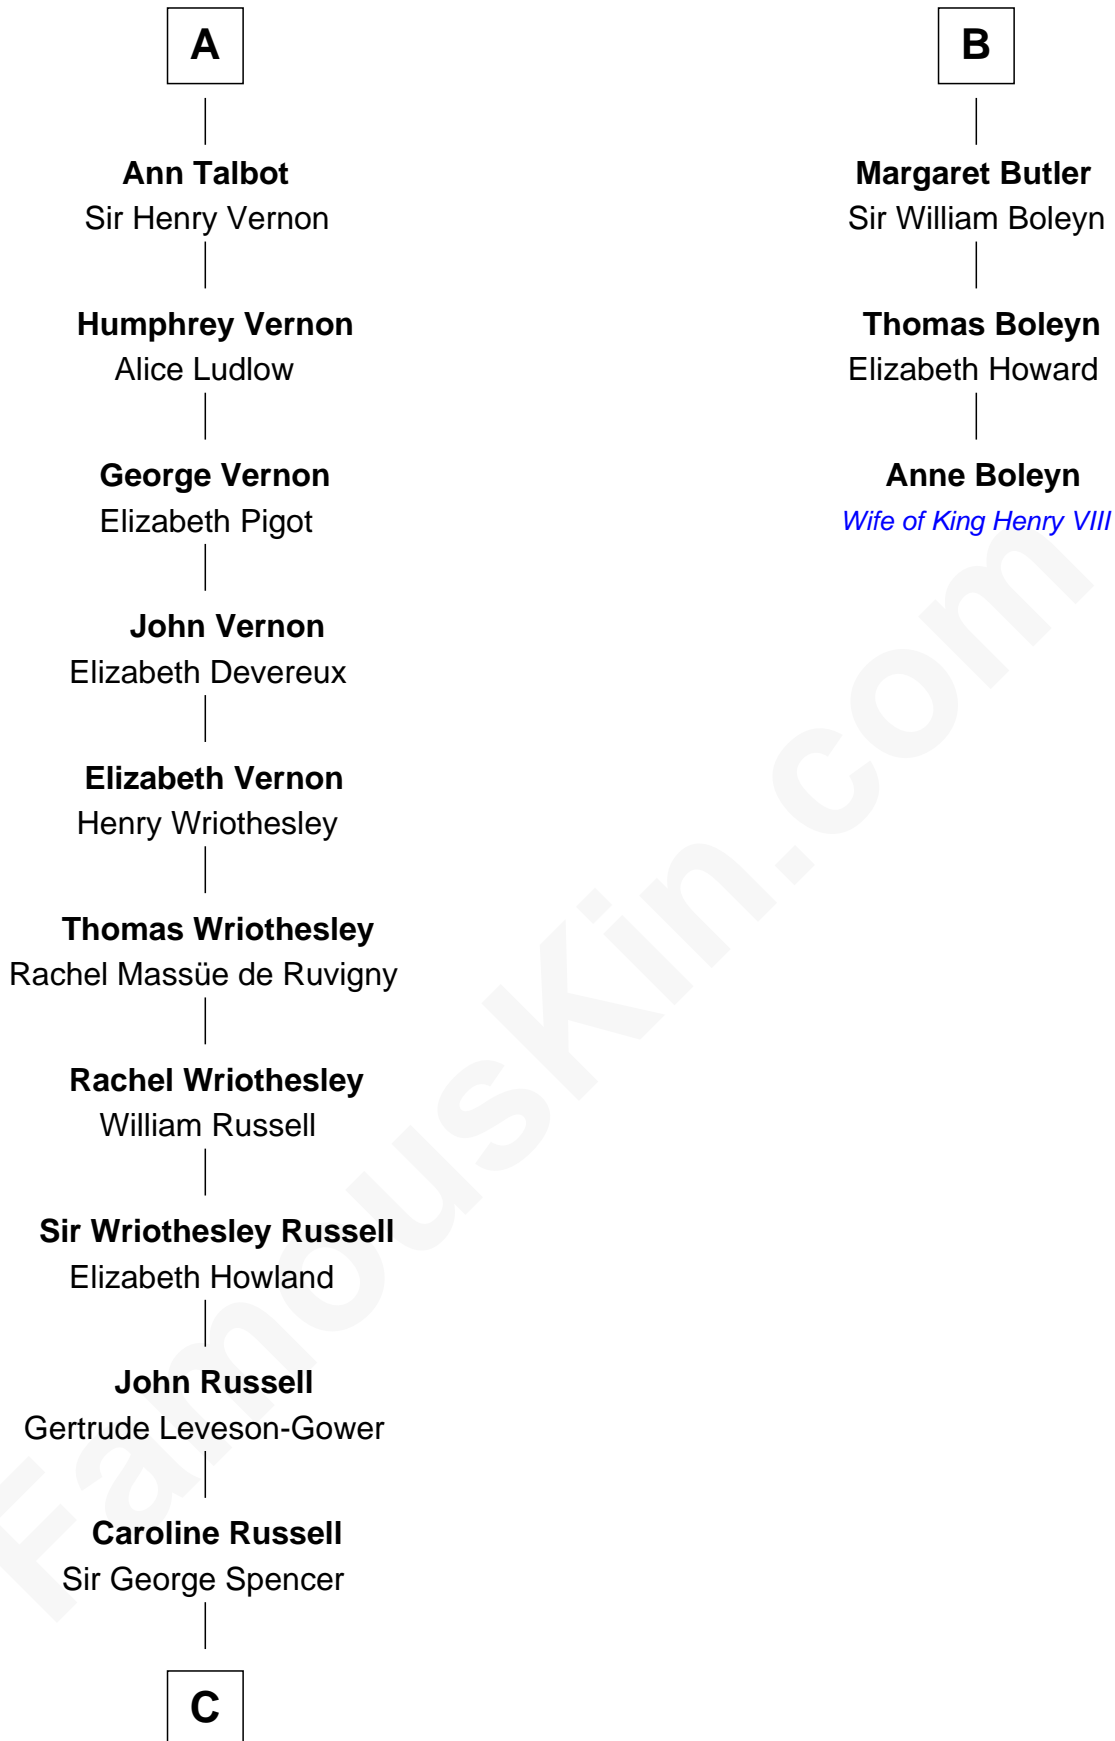 A
Ann Talbot
Sir Henry Vernon
Humphrey Vernon
Alice Ludlow
George Vernon
Elizabeth Pigot
John Vernon
Elizabeth Devereux
Elizabeth Vernon
Henry Wriothesley
Thomas Wriothesley
Rachel Massüe de Ruvigny
Rachel Wriothesley
William Russell
Sir Wriothesley Russell
Elizabeth Howland
John Russell
Gertrude Leveson-Gower
Caroline Russell
Sir George Spencer
C
B
Margaret Butler
Sir William Boleyn
Thomas Boleyn
Elizabeth Howard
Anne Boleyn
Wife of King Henry VIII
FamousKin.com